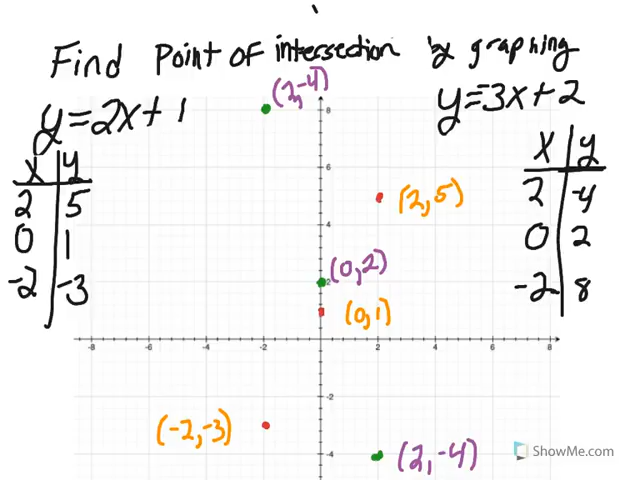 Find Point of intersection by graphing
(2,-4)
y=2x+1
y=-3x+2
x y
2 5
0 1
-2 -3
x y
2 -4
0 2
-2 8
8
6
4
2
-2
-4
-8 -6 -4 -2 2 4 6 8
(2,5)
(0,2)
(0,1)
(-2,-3)
(2,-4)
ShowMe.com